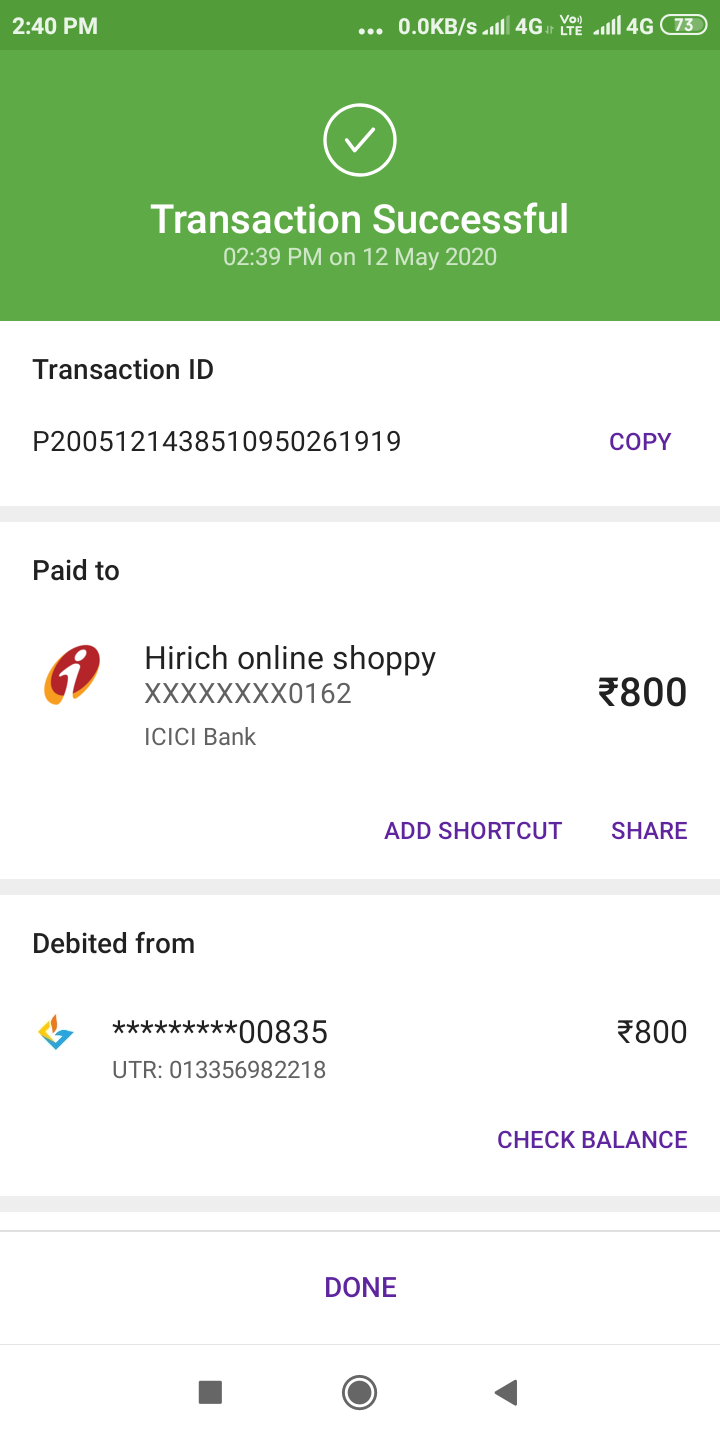 2:40 PM ... 0.0KB/s 4G VoLTE 4G 73
Transaction Successful
02:39 PM on 12 May 2020
Transaction ID
P2005121438510950261919 COPY
Paid to
Hirich online shoppy
XXXXXXXX0162
₹800
ICICI Bank
ADD SHORTCUT SHARE
Debited from
*********00835 ₹800
UTR: 013356982218
CHECK BALANCE
DONE